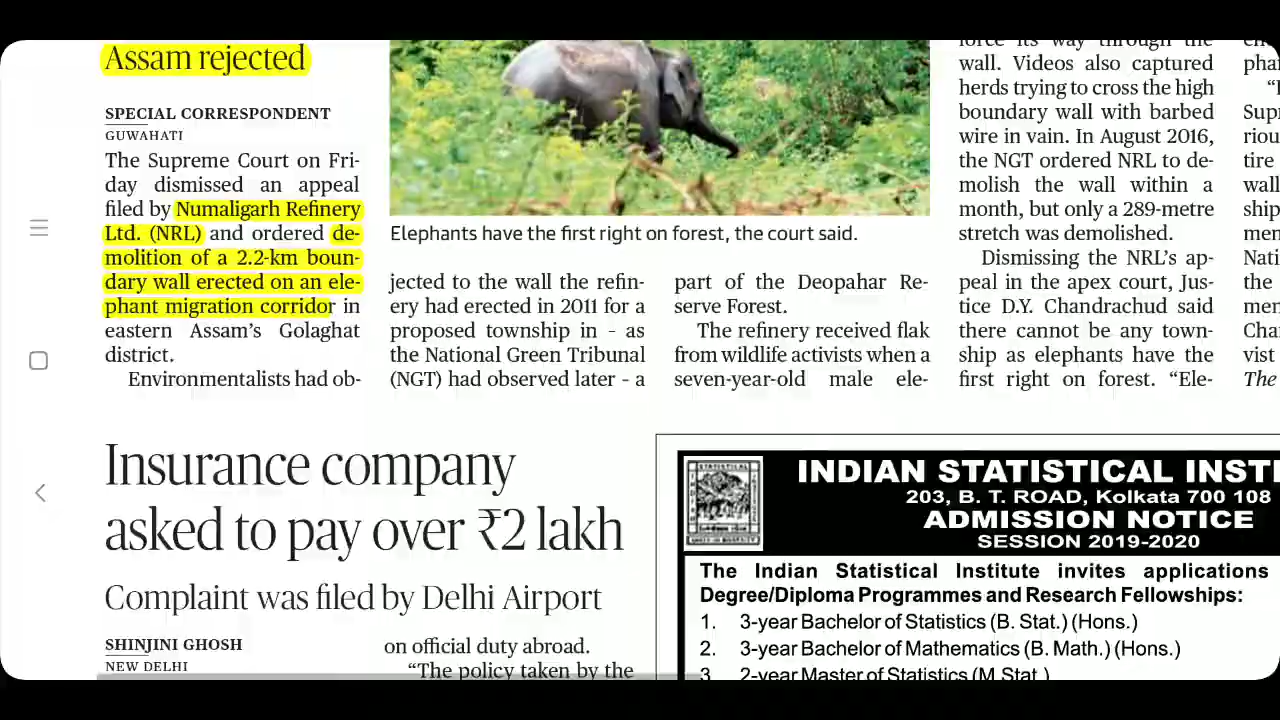 Assam rejected
SPECIAL CORRESPONDENT
GUWAHATI
The Supreme Court on Fri-
day dismissed an appeal
filed by Numaligarh Refinery
Ltd. (NRL) and ordered de-
molition of a 2.2-km boun-
dary wall erected on an ele-
phant migration corridor in
eastern Assam's Golaghat
district.
Environmentalists had ob-
Elephants have the first right on forest, the court said.
jected to the wall the refin-
ery had erected in 2011 for a
proposed township in - as
the National Green Tribunal
(NGT) had observed later - a
part of the Deopahar Re-
serve Forest.
The refinery received flak
from wildlife activists when a
seven-year-old male ele-
force its way through the
wall. Videos also captured
herds trying to cross the high
boundary wall with barbed
wire in vain. In August 2016,
the NGT ordered NRL to de-
molish the wall within a
month, but only a 289-metre
stretch was demolished.
Dismissing the NRL's ap-
peal in the apex court, Jus-
tice D.Y. Chandrachud said
there cannot be any town-
ship as elephants have the
first right on forest. “Ele-
Insurance company
asked to pay over ₹2 lakh
Complaint was filed by Delhi Airport
SHINJINI GHOSH
NEW DELHI
on official duty abroad.
“The policy taken by the
INDIAN STATISTICAL INSTI
203, B. T. ROAD, Kolkata 700 108
ADMISSION NOTICE
SESSION 2019-2020
The Indian Statistical Institute invites applications
Degree/Diploma Programmes and Research Fellowships:
1. 3-year Bachelor of Statistics (B. Stat.) (Hons.)
2. 3-year Bachelor of Mathematics (B. Math.) (Hons.)
3. 2-year Master of Statistics (M.Stat.)